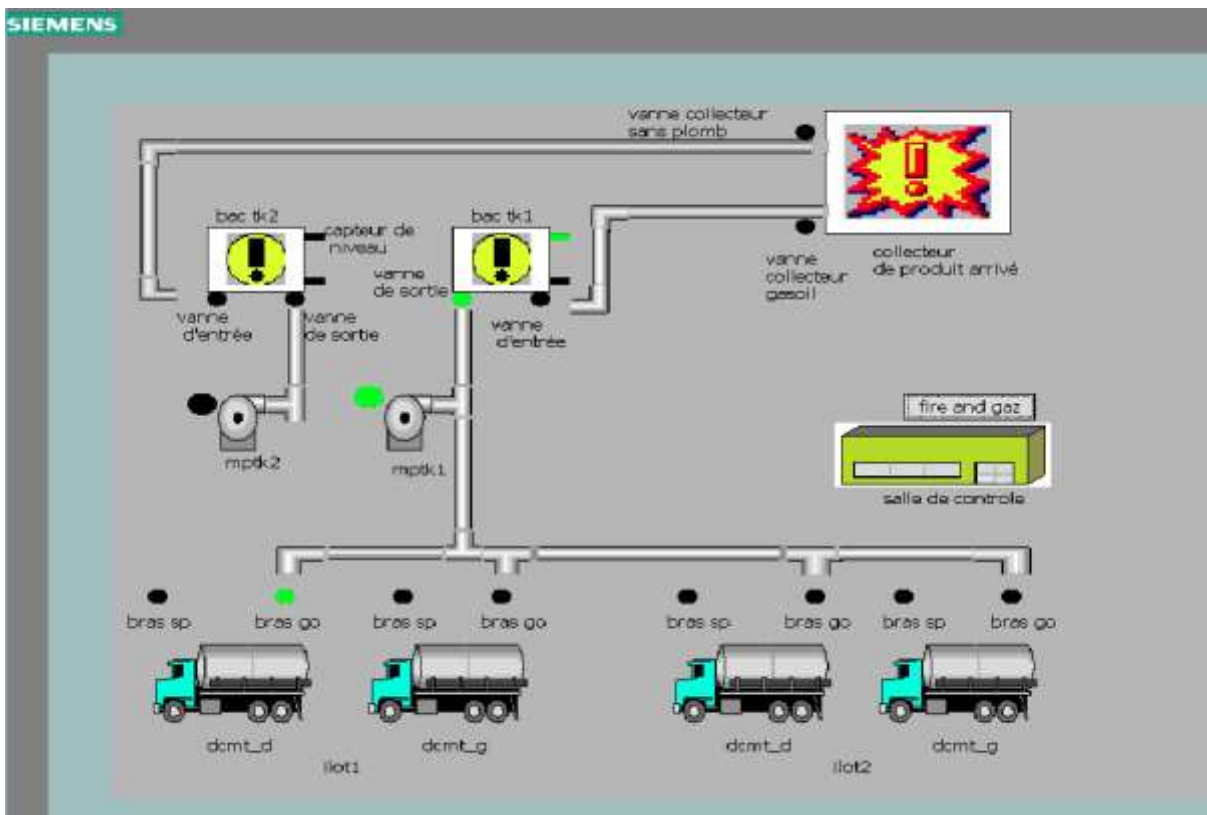 SIEMENS
vanne collecteur
sans plomb
bac tk2
bac tk1
capteur de
niveau
vanne
de sortie
vanne
collecteur
gasoil
collecteur
de produit arrivé
vanne
d'entrée
vanne
de sortie
vanne
d'entrée
fire and gaz
mptk2
mptk1
salle de controle
bras sp
bras go
bras sp
bras go
bras sp
bras go
bras sp
bras go
dcmt_d
dcmt_g
dcmt_d
dcmt_g
ilot1
ilot2